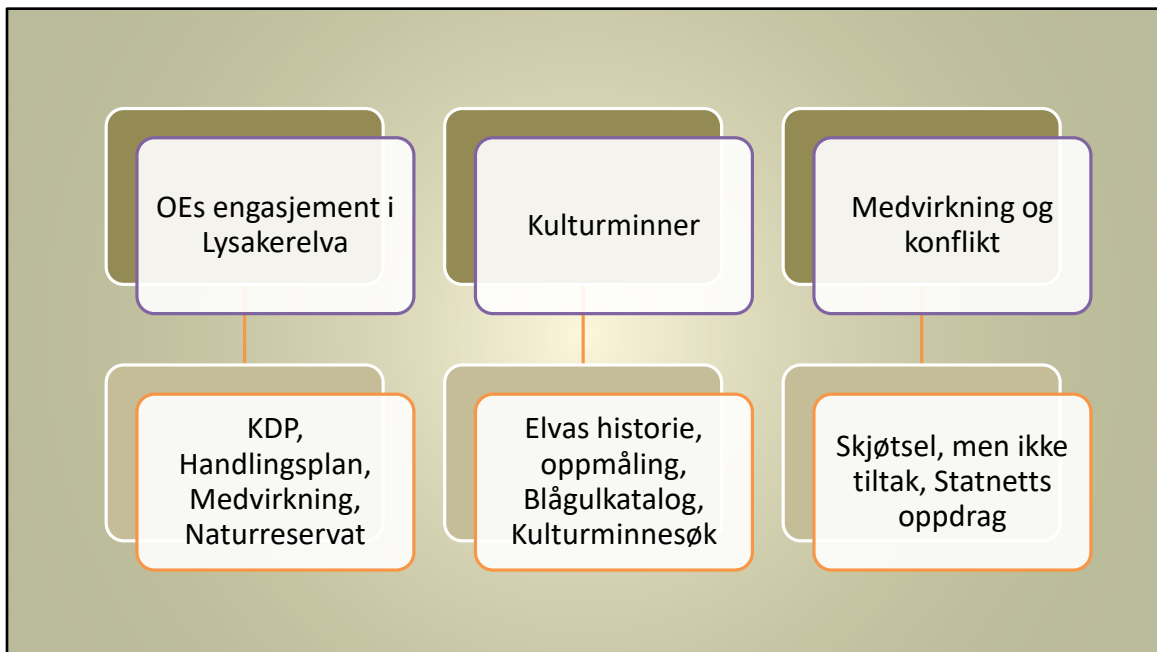 OEs engasjement i
Lysakerelva
KDP,
Handlingsplan,
Medvirkning,
Naturreservat
Kulturminner
Elvas historie,
oppmåling,
Blågulkatalog,
Kulturminnesøk
Medvirkning og
konflikt
Skjøtsel, men ikke
tiltak, Statnetts
oppdrag